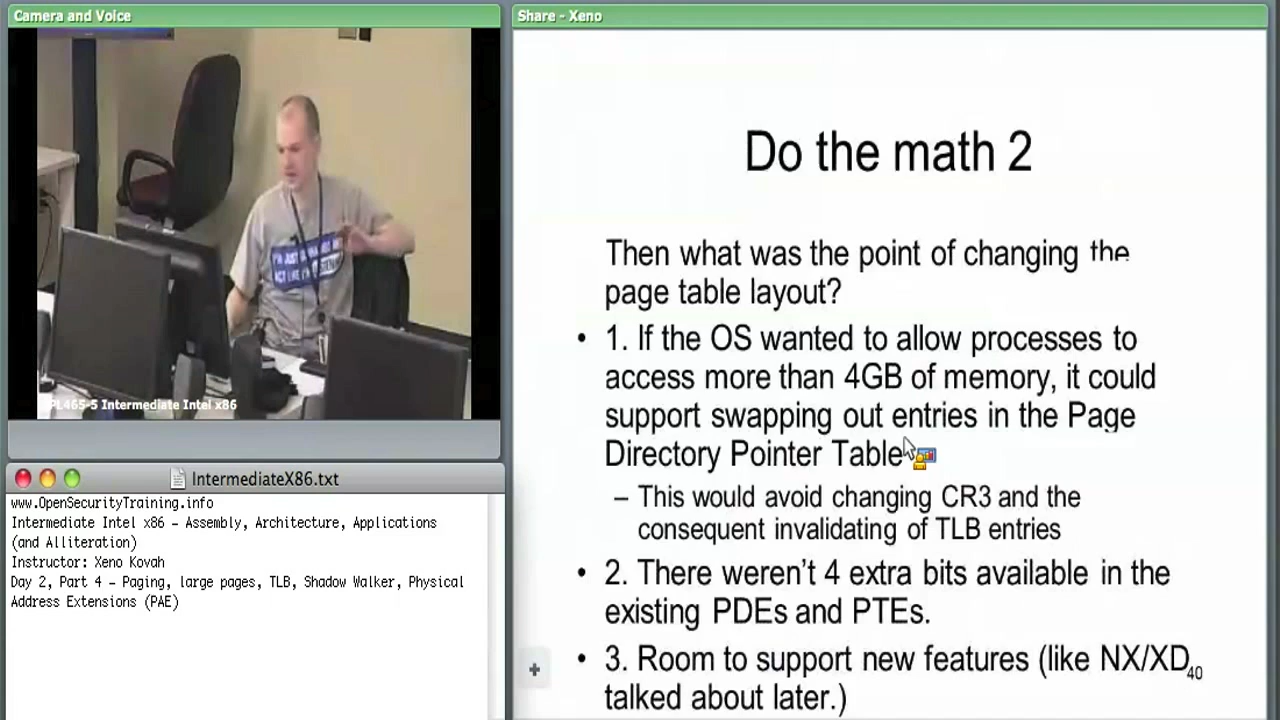 Camera and Voice
Share - Xeno
PL465-5 Intermediate Intel x86
IntermediateX86.txt
www.OpenSecurityTraining.info
Intermediate Intel x86 – Assembly, Architecture, Applications
(and Alliteration)
Instructor: Xeno Kovah
Day 2, Part 4 – Paging, large pages, TLB, Shadow Walker, Physical
Address Extensions (PAE)
Do the math 2
Then what was the point of changing the
page table layout?
• 1. If the OS wanted to allow processes to
access more than 4GB of memory, it could
support swapping out entries in the Page
Directory Pointer Table
– This would avoid changing CR3 and the
consequent invalidating of TLB entries
• 2. There weren't 4 extra bits available in the
existing PDEs and PTEs.
• 3. Room to support new features (like NX/XD
talked about later.)
40